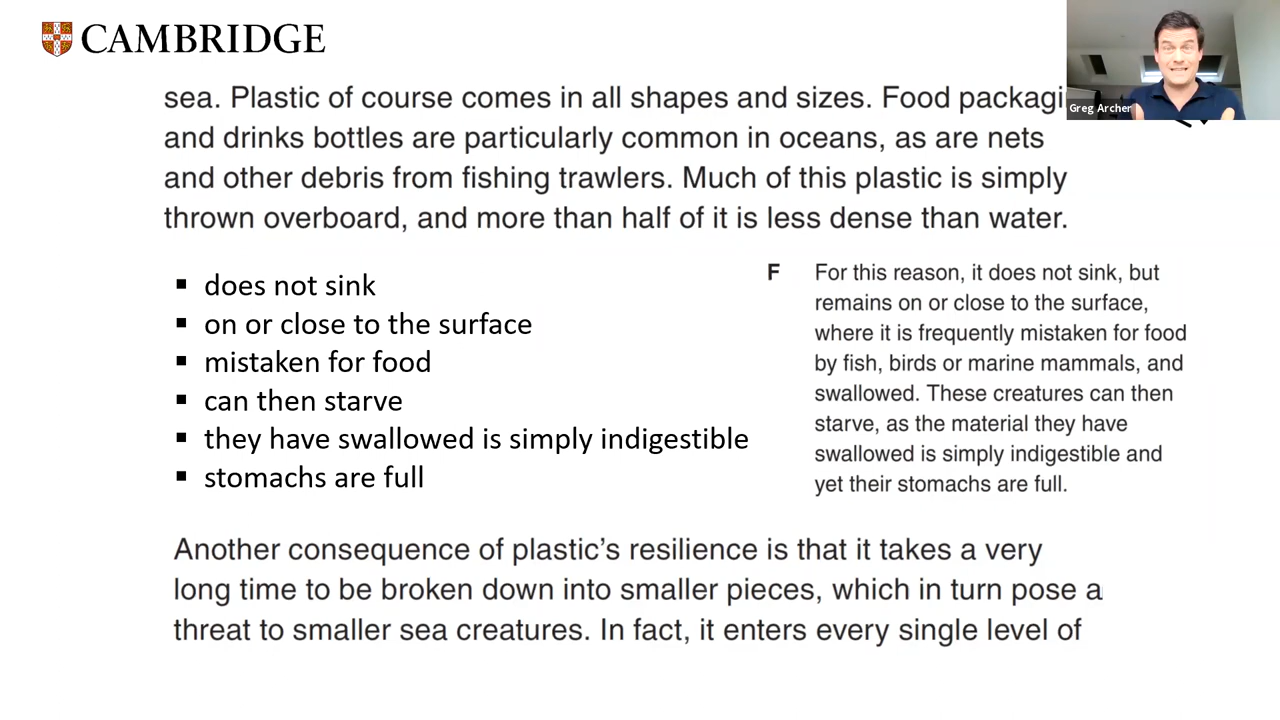 CAMBRIDGE
Greg Archer
sea. Plastic of course comes in all shapes and sizes. Food packagi
and drinks bottles are particularly common in oceans, as are nets
and other debris from fishing trawlers. Much of this plastic is simply
thrown overboard, and more than half of it is less dense than water.
▪ does not sink
▪ on or close to the surface
▪ mistaken for food
▪ can then starve
▪ they have swallowed is simply indigestible
▪ stomachs are full
F For this reason, it does not sink, but
remains on or close to the surface,
where it is frequently mistaken for food
by fish, birds or marine mammals, and
swallowed. These creatures can then
starve, as the material they have
swallowed is simply indigestible and
yet their stomachs are full.
Another consequence of plastic's resilience is that it takes a very
long time to be broken down into smaller pieces, which in turn pose a
threat to smaller sea creatures. In fact, it enters every single level of